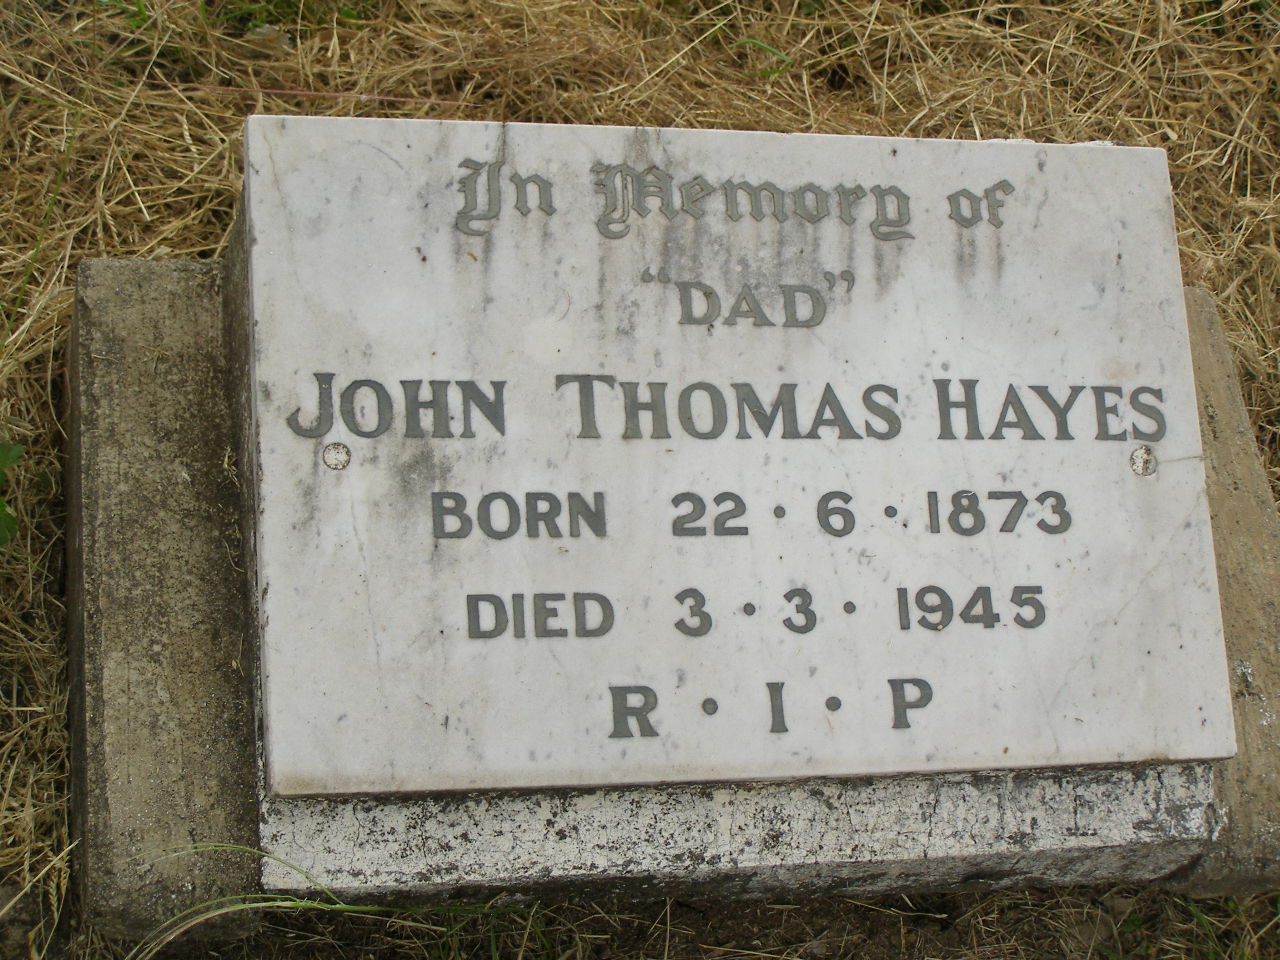 In Memory of
"DAD"
JOHN THOMAS HAYES
BORN 22·6·1873
DIED 3·3·1945
R·I·P